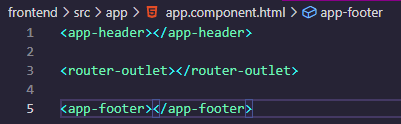 frontend > src > app > app.component.html > app-footer
1 <app-header></app-header>
2
3 <router-outlet></router-outlet>
4
5 <app-footer></app-footer>